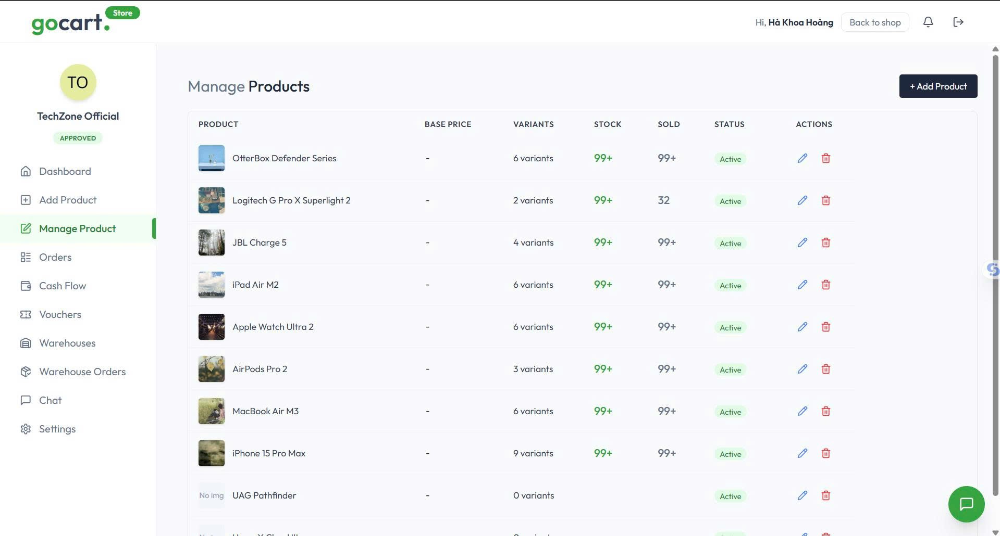 gocart.
Store
Hi, Hà Khoa Hoàng
Back to shop
TO
TechZone Official
APPROVED
Dashboard
Add Product
Manage Product
Orders
Cash Flow
Vouchers
Warehouses
Warehouse Orders
Chat
Settings
Manage Products
+ Add Product
PRODUCT BASE PRICE VARIANTS STOCK SOLD STATUS ACTIONS
OtterBox Defender Series - 6 variants 99+ 99+ Active
Logitech G Pro X Superlight 2 - 2 variants 99+ 32 Active
JBL Charge 5 - 4 variants 99+ 99+ Active
iPad Air M2 - 6 variants 99+ 99+ Active
Apple Watch Ultra 2 - 6 variants 99+ 99+ Active
AirPods Pro 2 - 3 variants 99+ 99+ Active
MacBook Air M3 - 6 variants 99+ 99+ Active
iPhone 15 Pro Max - 9 variants 99+ 99+ Active
No img UAG Pathfinder - 0 variants Active